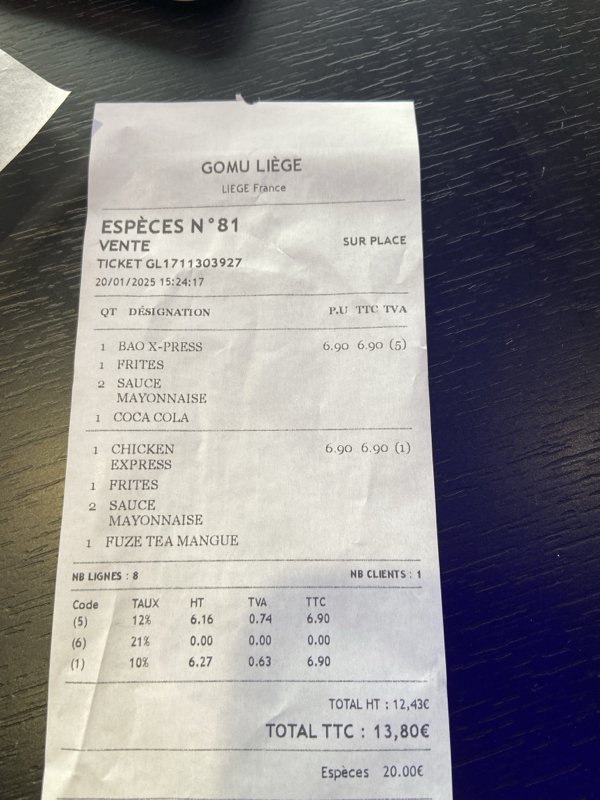 GOMU LIÈGE
LIEGE France
ESPÈCES N°81
VENTE SUR PLACE
TICKET GL1711303927
20/01/2025 15:24:17
QT DÉSIGNATION P.U TTC TVA
1 BAO X-PRESS 6.90 6.90 (5)
1 FRITES
2 SAUCE
MAYONNAISE
1 COCA COLA
1 CHICKEN 6.90 6.90 (1)
EXPRESS
1 FRITES
2 SAUCE
MAYONNAISE
1 FUZE TEA MANGUE
NB LIGNES : 8 NB CLIENTS : 1
Code TAUX HT TVA TTC
(5) 12% 6.16 0.74 6.90
(6) 21% 0.00 0.00 0.00
(1) 10% 6.27 0.63 6.90
TOTAL HT : 12,43€
TOTAL TTC : 13,80€
Espèces 20.00€